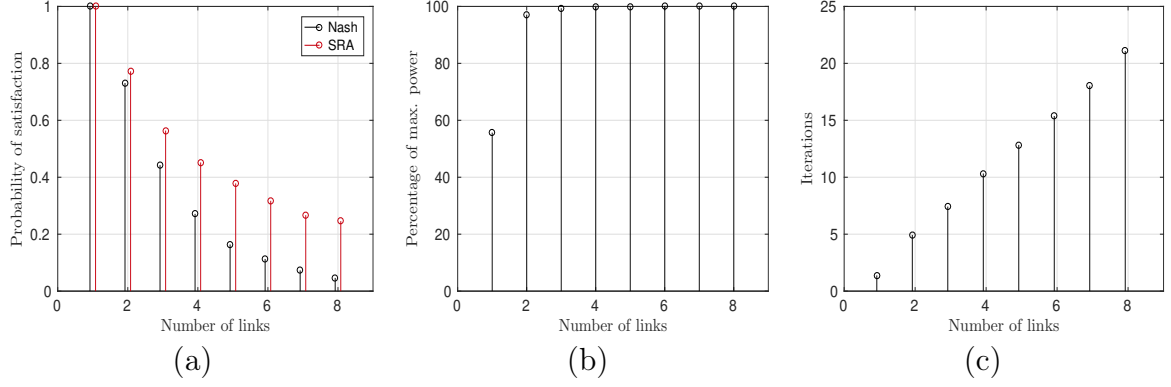 Probability of satisfaction
1
0.8
0.6
0.4
0.2
0
0 2 4 6 8
Number of links
Nash
SRA
(a)
Percentage of max. power
100
80
60
40
20
0
0 2 4 6 8
Number of links
(b)
Iterations
25
20
15
10
5
0
0 2 4 6 8
Number of links
(c)